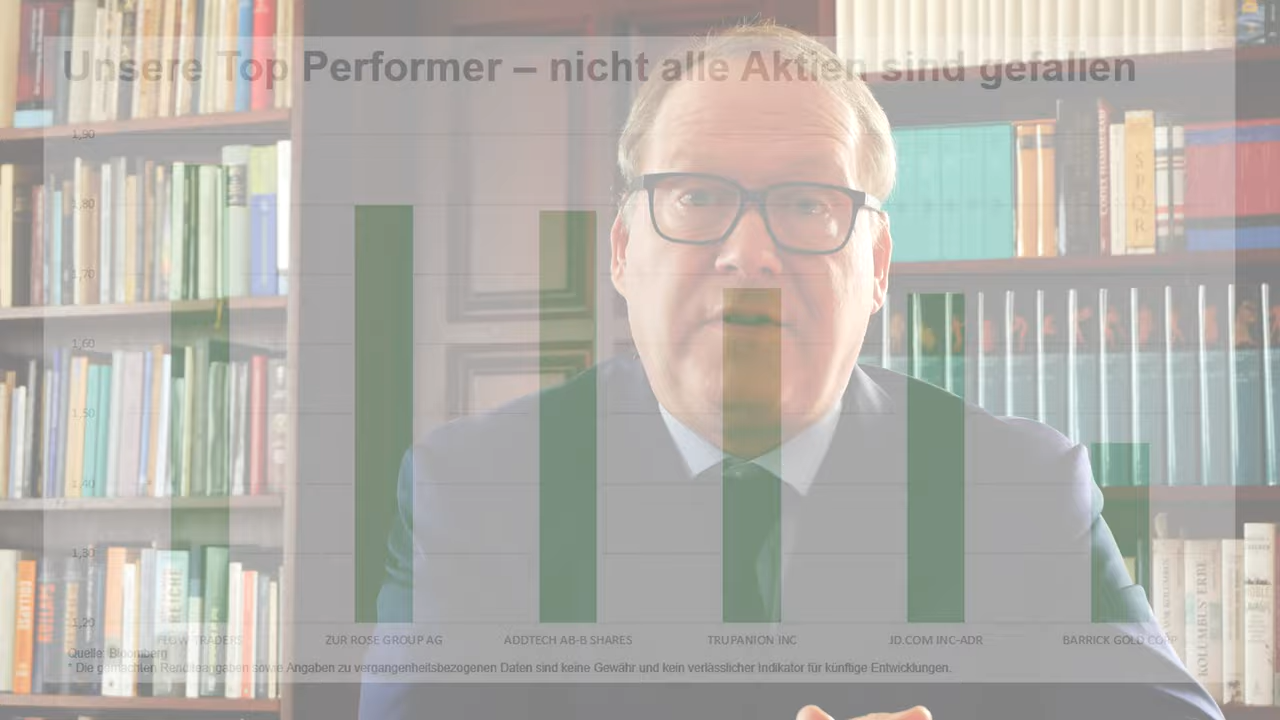 Unsere Top Performer – nicht alle Aktien sind gefallen
1,90
1,80
1,70
1,60
1,50
1,40
1,30
1,20
FLOW TRADERS
ZUR ROSE GROUP AG
ADDTECH AB-B SHARES
TRUPANION INC
JD.COM INC-ADR
BARRICK GOLD CORP
Quelle: Bloomberg
* Die gemachten Renditeangaben sowie Angaben zu vergangenheitsbezogenen Daten sind keine Gewähr und kein verlässlicher Indikator für künftige Entwicklungen.
SPQR